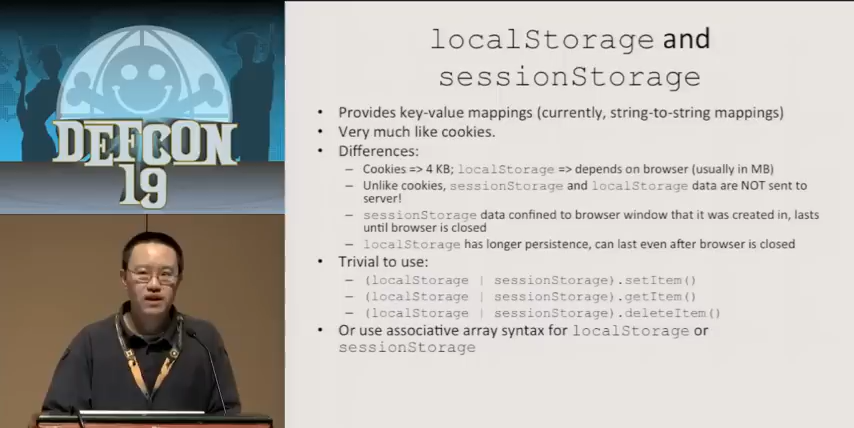 DEFCON
19
localStorage and
sessionStorage
• Provides key-value mappings (currently, string-to-string mappings)
• Very much like cookies.
• Differences:
– Cookies => 4 KB; localStorage => depends on browser (usually in MB)
– Unlike cookies, sessionStorage and localStorage data are NOT sent to
server!
– sessionStorage data confined to browser window that it was created in, lasts
until browser is closed
– localStorage has longer persistence, can last even after browser is closed
• Trivial to use:
– (localStorage | sessionStorage).setItem()
– (localStorage | sessionStorage).getItem()
– (localStorage | sessionStorage).deleteItem()
• Or use associative array syntax for localStorage or
sessionStorage